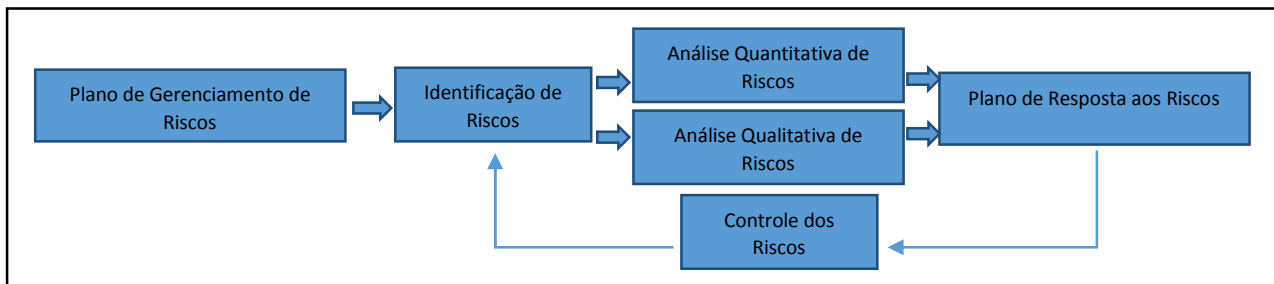 Plano de Gerenciamento de
Riscos
Identificação de
Riscos
Análise Quantitativa de
Riscos
Análise Qualitativa de
Riscos
Plano de Resposta aos Riscos
Controle dos
Riscos